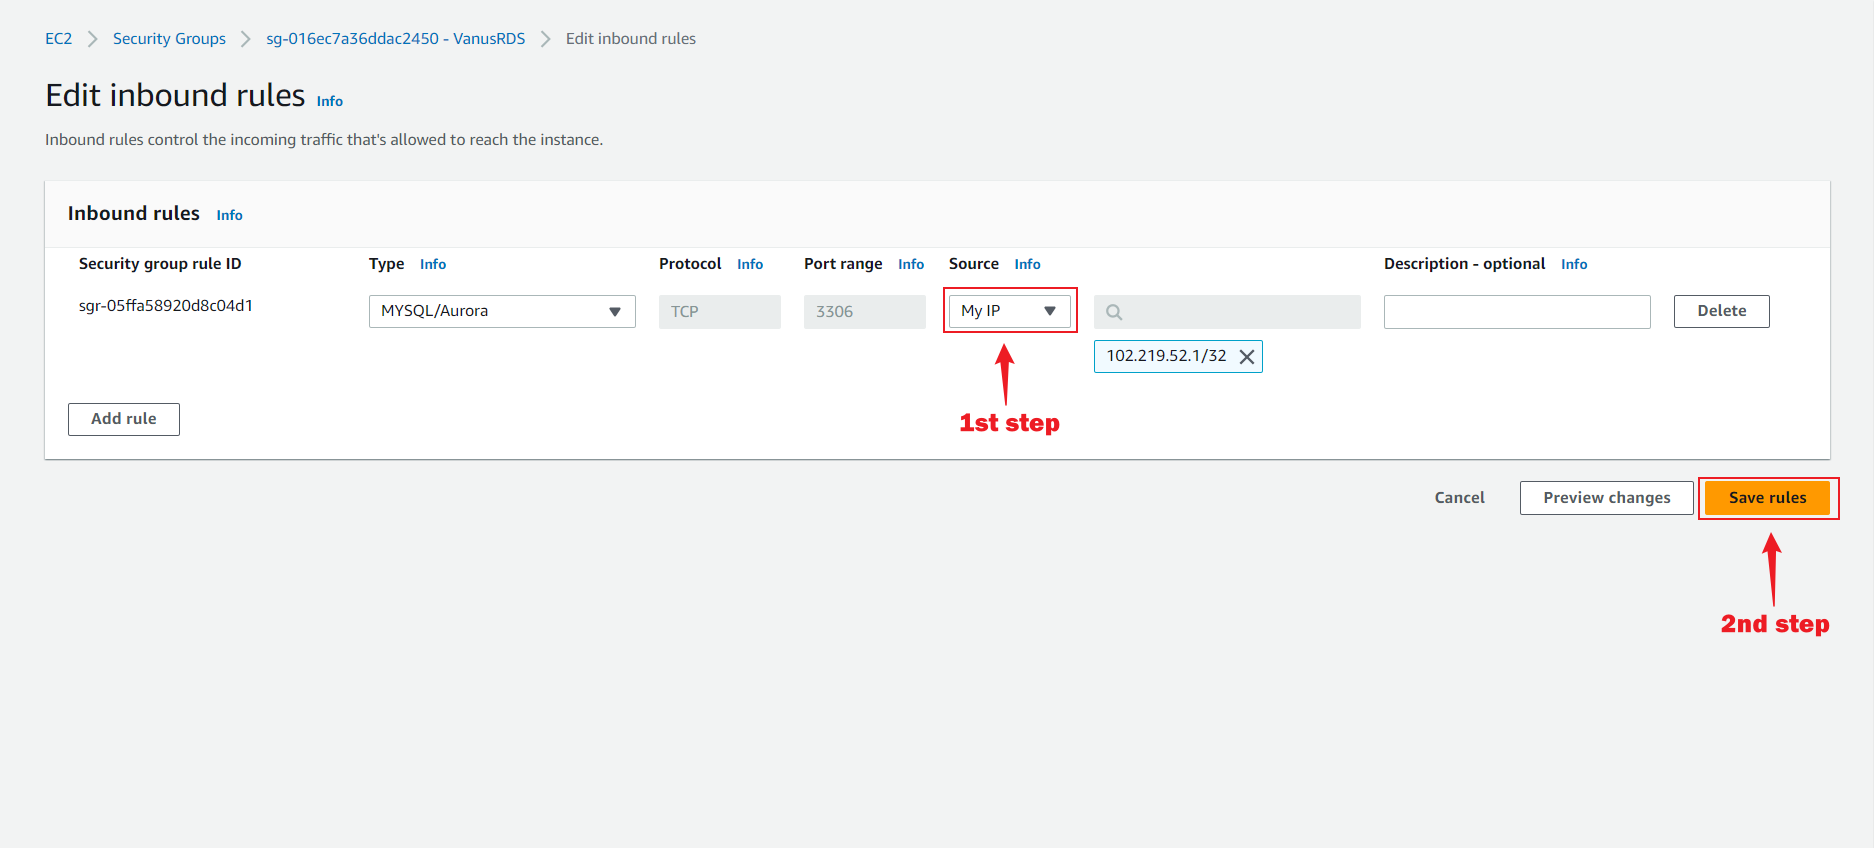 EC2 Security Groups sg-016ec7a36ddac2450 - VanusRDS Edit inbound rules
Edit inbound rules Info
Inbound rules control the incoming traffic that's allowed to reach the instance.
Inbound rules Info
Security group rule ID Type Info Protocol Info Port range Info Source Info Description - optional Info
sgr-05ffa58920d8c04d1 MYSQL/Aurora TCP 3306 My IP Delete
102.219.52.1/32
Add rule
1st step
Cancel Preview changes Save rules
2nd step